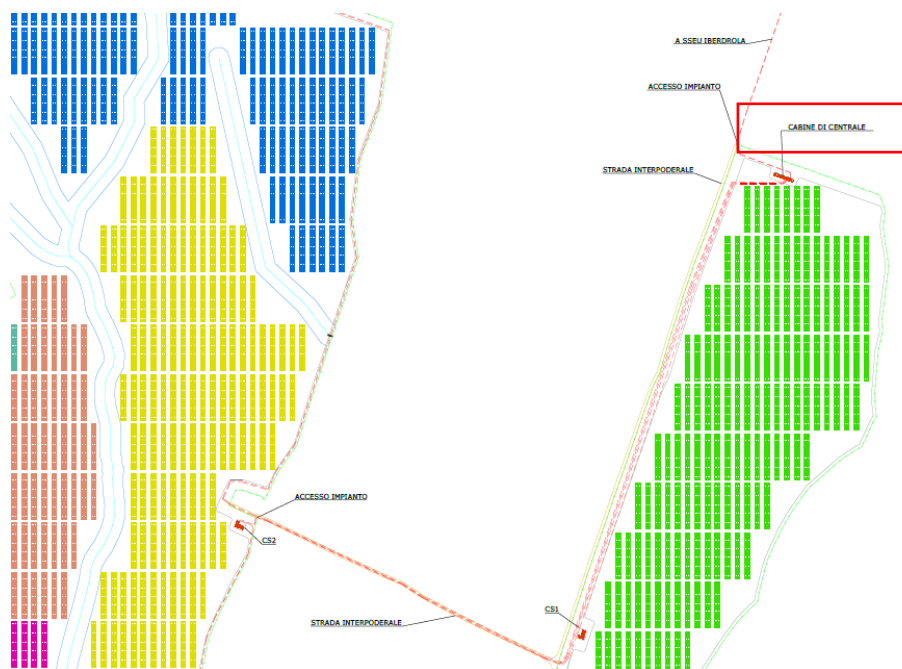 A SSEU IBERDROLA
ACCESSO IMPIANTO
CABINE DI CENTRALE
STRADA INTERPODERALE
ACCESSO IMPIANTO
CS2
CS1
STRADA INTERPODERALE